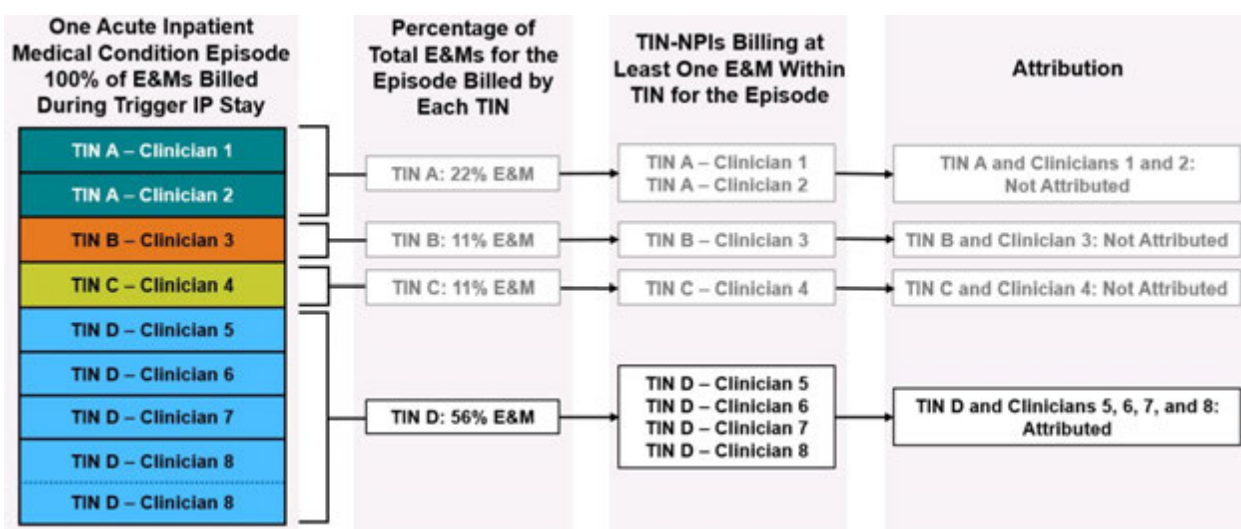 One Acute Inpatient
Medical Condition Episode
100% of E&Ms Billed
During Trigger IP Stay
Percentage of
Total E&Ms for the
Episode Billed by
Each TIN
TIN-NPIs Billing at
Least One E&M Within
TIN for the Episode
Attribution
TIN A – Clinician 1
TIN A – Clinician 2
TIN A: 22% E&M
TIN A – Clinician 1
TIN A – Clinician 2
TIN A and Clinicians 1 and 2:
Not Attributed
TIN B – Clinician 3
TIN B: 11% E&M
TIN B – Clinician 3
TIN B and Clinician 3: Not Attributed
TIN C – Clinician 4
TIN C: 11% E&M
TIN C – Clinician 4
TIN C and Clinician 4: Not Attributed
TIN D – Clinician 5
TIN D – Clinician 6
TIN D – Clinician 7
TIN D – Clinician 8
TIN D – Clinician 8
TIN D: 56% E&M
TIN D – Clinician 5
TIN D – Clinician 6
TIN D – Clinician 7
TIN D – Clinician 8
TIN D and Clinicians 5, 6, 7, and 8:
Attributed